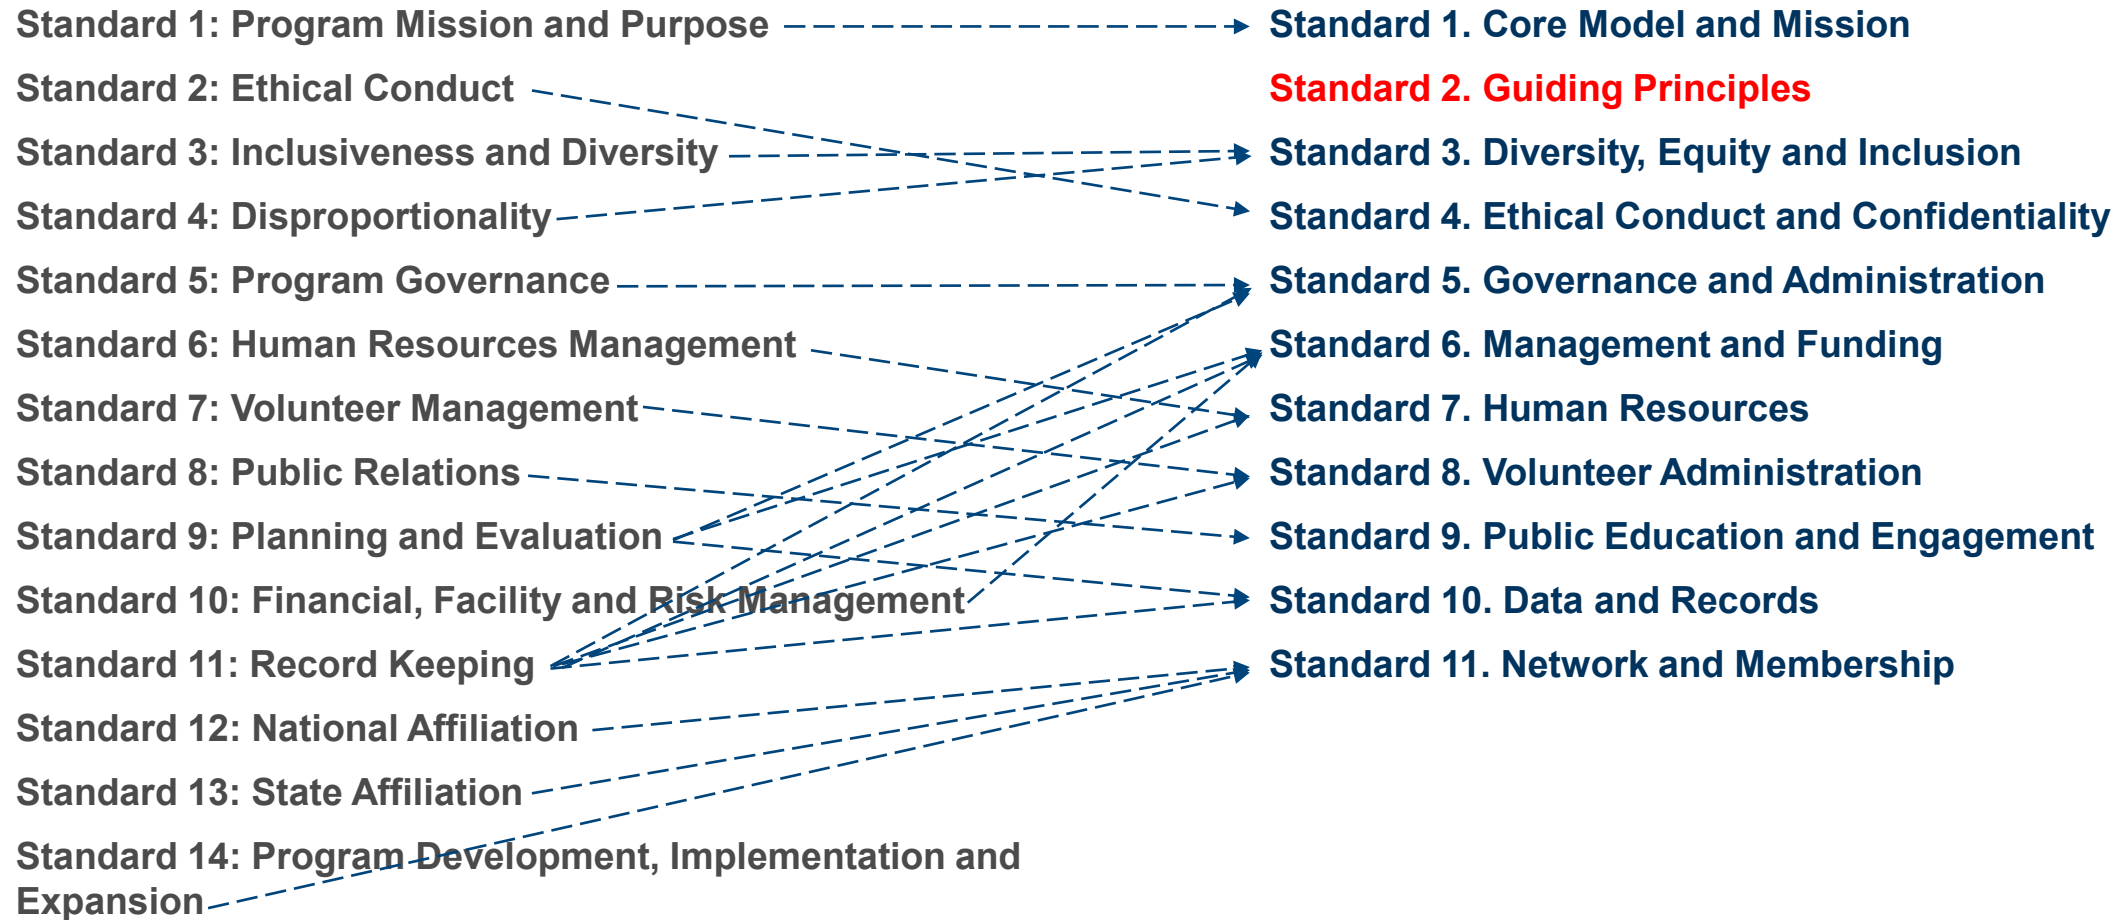 Standard 1: Program Mission and Purpose
Standard 2: Ethical Conduct
Standard 3: Inclusiveness and Diversity
Standard 4: Disproportionality
Standard 5: Program Governance
Standard 6: Human Resources Management
Standard 7: Volunteer Management
Standard 8: Public Relations
Standard 9: Planning and Evaluation
Standard 10: Financial, Facility and Risk Management
Standard 11: Record Keeping
Standard 12: National Affiliation
Standard 13: State Affiliation
Standard 14: Program Development, Implementation and
Expansion
Standard 1. Core Model and Mission
Standard 2. Guiding Principles
Standard 3. Diversity, Equity and Inclusion
Standard 4. Ethical Conduct and Confidentiality
Standard 5. Governance and Administration
Standard 6. Management and Funding
Standard 7. Human Resources
Standard 8. Volunteer Administration
Standard 9. Public Education and Engagement
Standard 10. Data and Records
Standard 11. Network and Membership